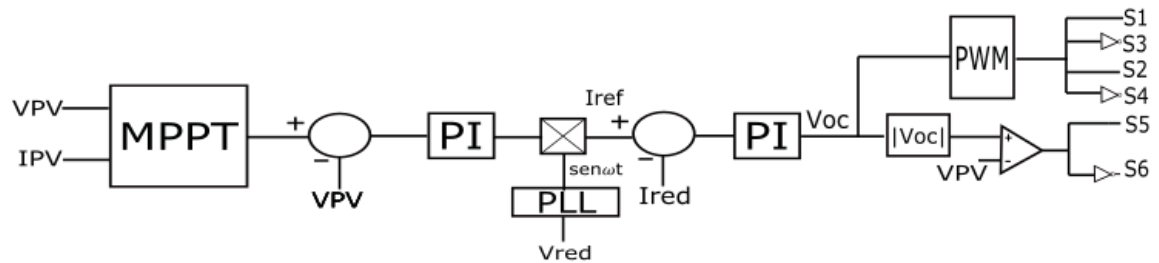 VPV
IPV
MPPT
+
−
VPV
PI
Iref
senωt
PLL
Vred
+
−
Ired
PI
Voc
PWM
|Voc|
+
-
VPV
S1
S3
S2
S4
S5
S6